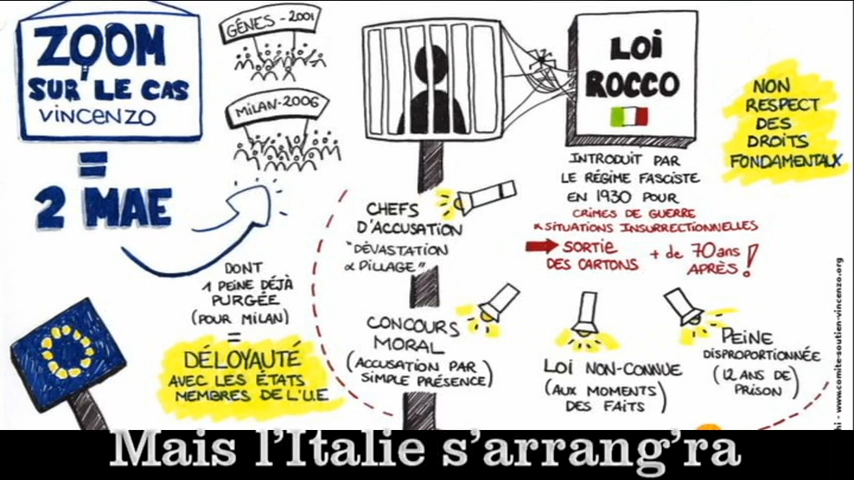 ZOOM
SUR LE CAS
VINCENZO
=
2 MAE
GÊNES - 2001
MILAN - 2006
DONT
1 PEINE DÉJÀ
PURGÉE
(POUR MILAN)
=
DÉLOYAUTÉ
AVEC LES ÉTATS
MEMBRES DE L'U.E
CHEFS
D'ACCUSATION
"DÉVASTATION
& PILLAGE"
CONCOURS
MORAL
(ACCUSATION PAR
SIMPLE PRÉSENCE)
LOI
ROCCO
INTRODUIT PAR
LE RÉGIME FASCISTE
EN 1930 POUR
CRIMES DE GUERRE
& SITUATIONS INSURRECTIONNELLES
SORTIE
DES CARTONS
+ de 70 ans
APRÈS !
LOI NON-CONNUE
(AUX MOMENTS
DES FAITS)
PEINE
DISPROPORTIONNÉE
(12 ANS DE
PRISON)
NON
RESPECT
DES
DROITS
FONDAMENTAUX
- www.comite-soutien-vincenzo.org
Mais l'Italie s'arrang'ra